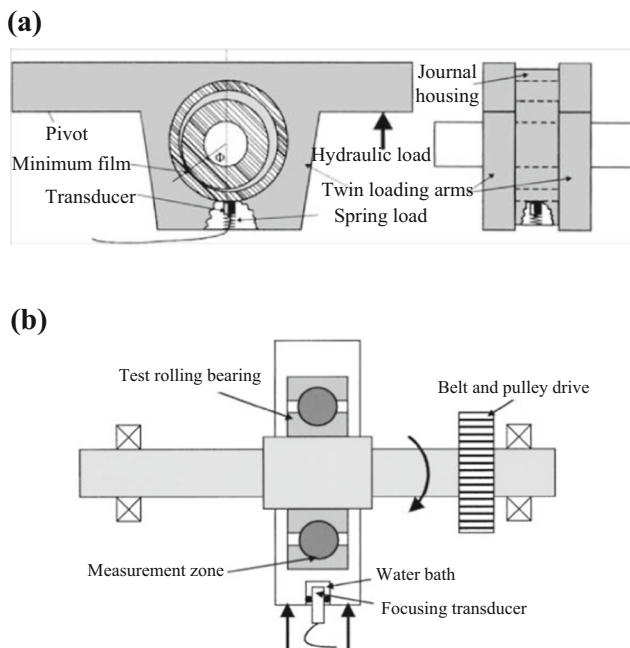 (a)
Journal
housing
Pivot
Minimum film
Φ
Hydraulic load
Transducer
Twin loading arms
Spring load
(b)
Test rolling bearing
Belt and pulley drive
Measurement zone
Water bath
Focusing transducer